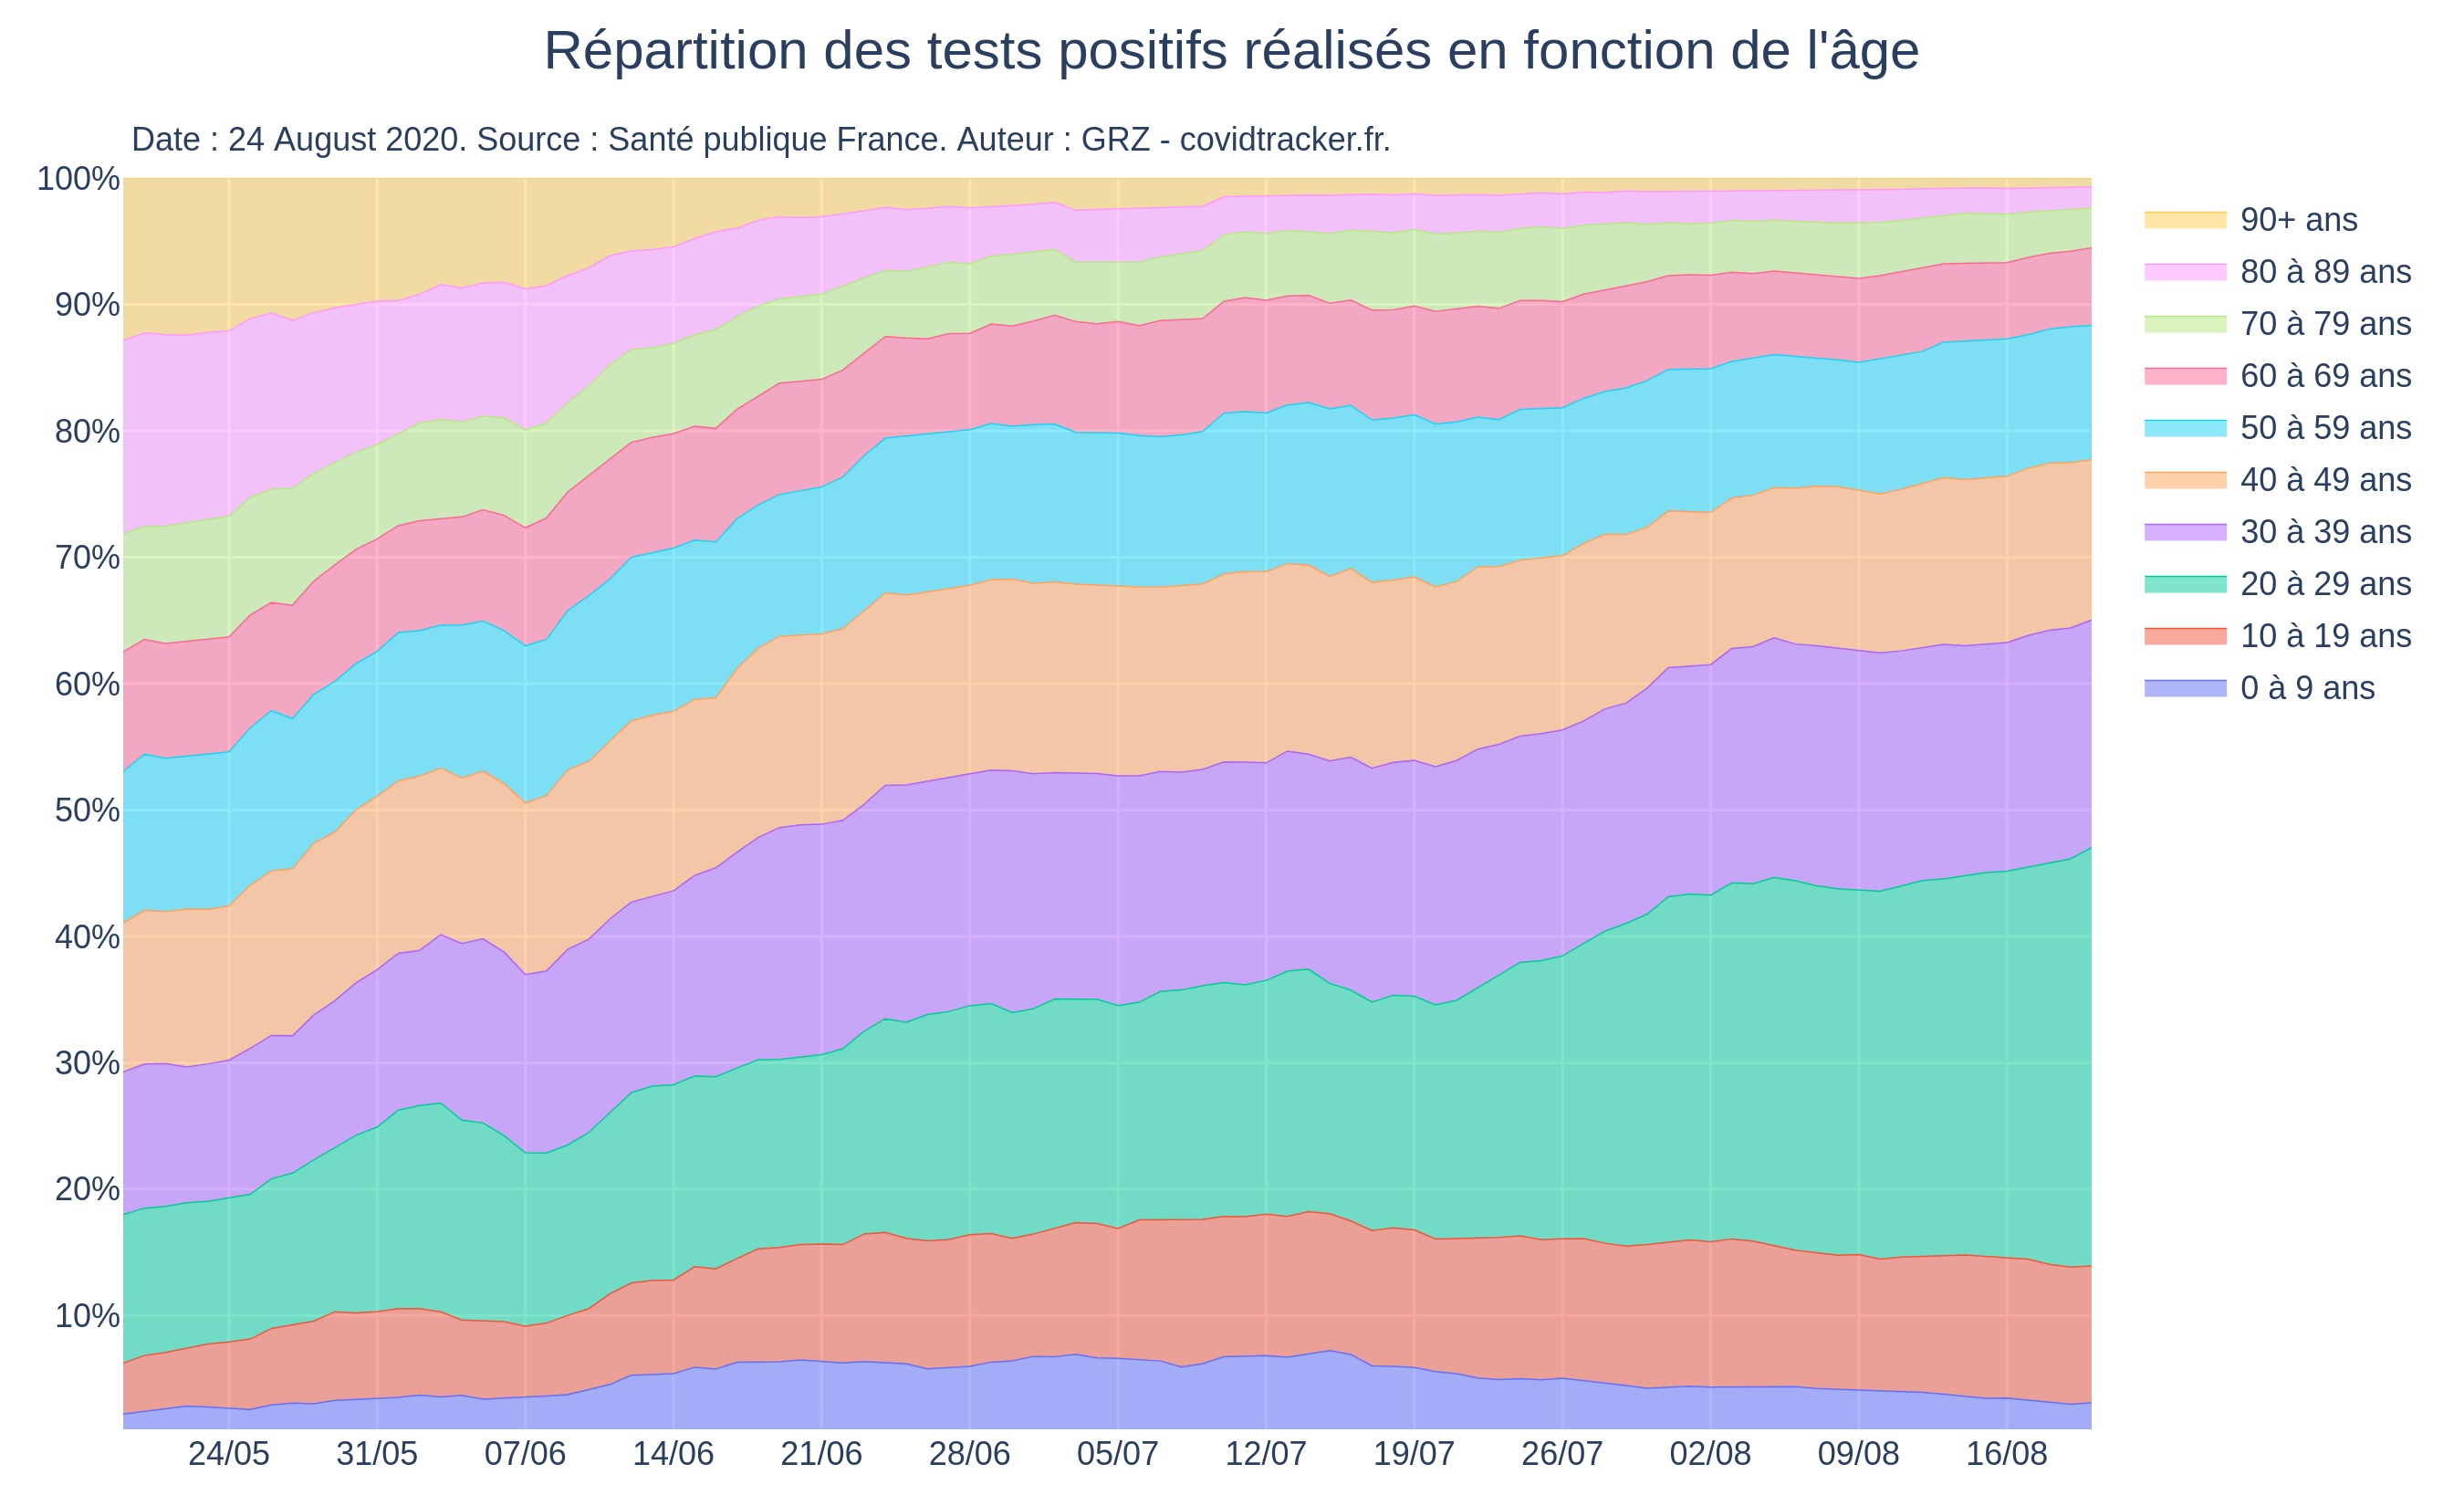 Répartition des tests positifs réalisés en fonction de l'âge
Date : 24 August 2020. Source : Santé publique France. Auteur : GRZ - covidtracker.fr.
100%
90%
80%
70%
60%
50%
40%
30%
20%
10%
24/05
31/05
07/06
14/06
21/06
28/06
05/07
12/07
19/07
26/07
02/08
09/08
16/08
90+ ans
80 à 89 ans
70 à 79 ans
60 à 69 ans
50 à 59 ans
40 à 49 ans
30 à 39 ans
20 à 29 ans
10 à 19 ans
0 à 9 ans